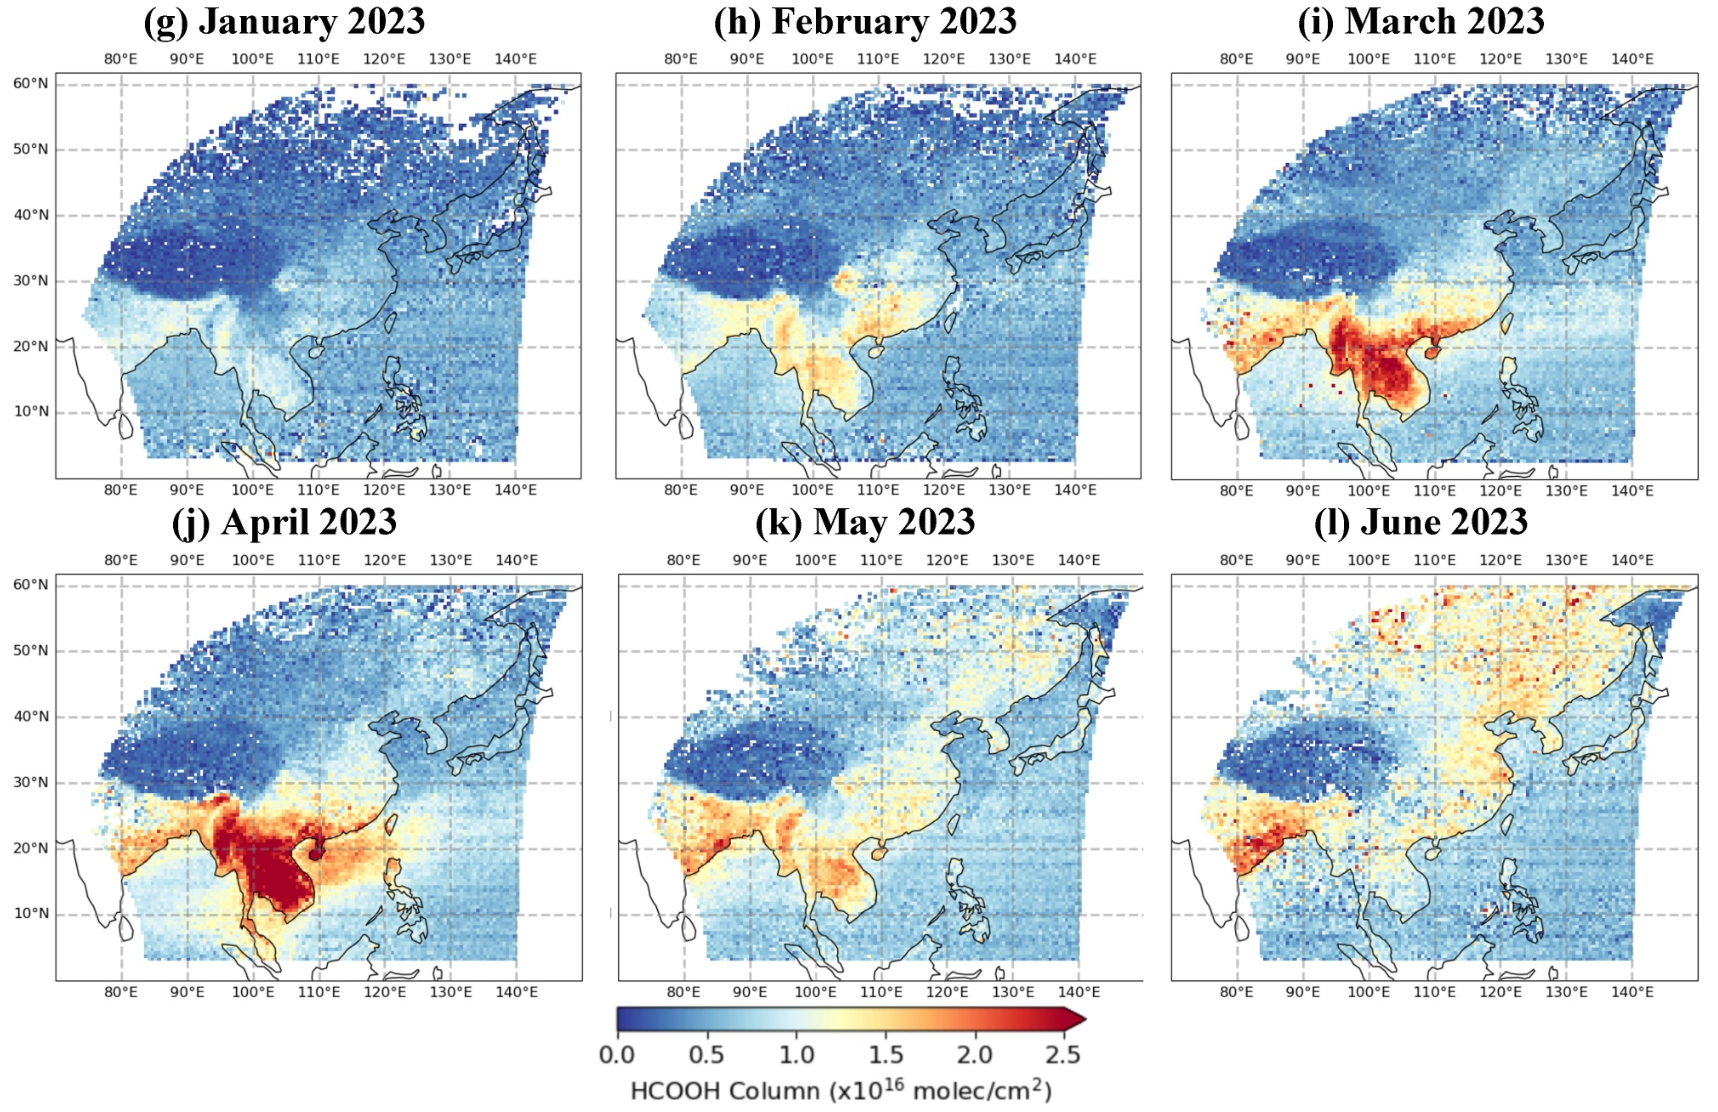 (g) January 2023 (h) February 2023 (i) March 2023
80°E 90°E 100°E 110°E 120°E 130°E 140°E 80°E 90°E 100°E 110°E 120°E 130°E 140°E 80°E 90°E 100°E 110°E 120°E 130°E 140°E
60°N
50°N
40°N
30°N
20°N
10°N
80°E 90°E 100°E 110°E 120°E 130°E 140°E 80°E 90°E 100°E 110°E 120°E 130°E 140°E 80°E 90°E 100°E 110°E 120°E 130°E 140°E
(j) April 2023 (k) May 2023 (l) June 2023
80°E 90°E 100°E 110°E 120°E 130°E 140°E 80°E 90°E 100°E 110°E 120°E 130°E 140°E 80°E 90°E 100°E 110°E 120°E 130°E 140°E
60°N
50°N
40°N
30°N
20°N
10°N
80°E 90°E 100°E 110°E 120°E 130°E 140°E 80°E 90°E 100°E 110°E 120°E 130°E 140°E 80°E 90°E 100°E 110°E 120°E 130°E 140°E
0.0 0.5 1.0 1.5 2.0 2.5
HCOOH Column (x10¹⁶ molec/cm²)